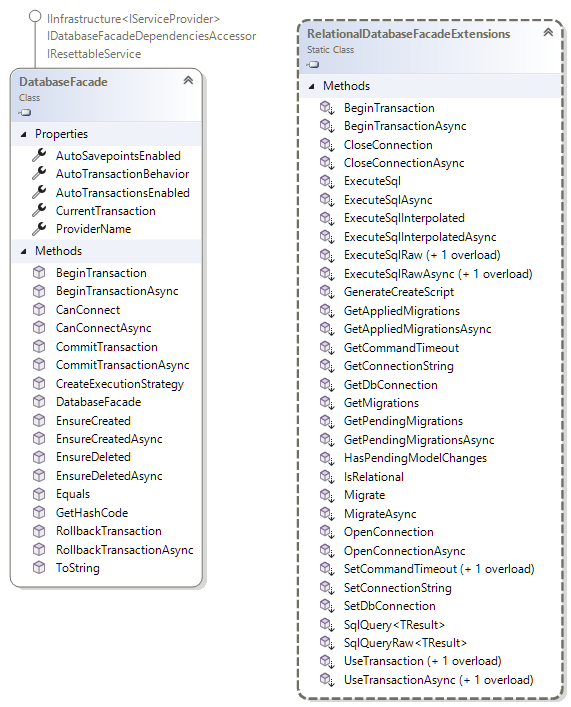 IInfrastructure<IServiceProvider>
IDatabaseFacadeDependenciesAccessor
IResettableService
DatabaseFacade
Class
Properties
AutoSavepointsEnabled
AutoTransactionBehavior
AutoTransactionsEnabled
CurrentTransaction
ProviderName
Methods
BeginTransaction
BeginTransactionAsync
CanConnect
CanConnectAsync
CommitTransaction
CommitTransactionAsync
CreateExecutionStrategy
DatabaseFacade
EnsureCreated
EnsureCreatedAsync
EnsureDeleted
EnsureDeletedAsync
Equals
GetHashCode
RollbackTransaction
RollbackTransactionAsync
ToString
RelationalDatabaseFacadeExtensions
Static Class
Methods
BeginTransaction
BeginTransactionAsync
CloseConnection
CloseConnectionAsync
ExecuteSql
ExecuteSqlAsync
ExecuteSqlInterpolated
ExecuteSqlInterpolatedAsync
ExecuteSqlRaw (+ 1 overload)
ExecuteSqlRawAsync (+ 1 overload)
GenerateCreateScript
GetAppliedMigrations
GetAppliedMigrationsAsync
GetCommandTimeout
GetConnectionString
GetDbConnection
GetMigrations
GetPendingMigrations
GetPendingMigrationsAsync
HasPendingModelChanges
IsRelational
Migrate
MigrateAsync
OpenConnection
OpenConnectionAsync
SetCommandTimeout (+ 1 overload)
SetConnectionString
SetDbConnection
SqlQuery<TResult>
SqlQueryRaw<TResult>
UseTransaction (+ 1 overload)
UseTransactionAsync (+ 1 overload)